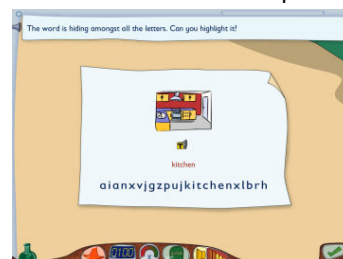 The word is hiding amongst all the letters. Can you highlight it?
kitchen
aianxvjgzpujkitchenxlbrh